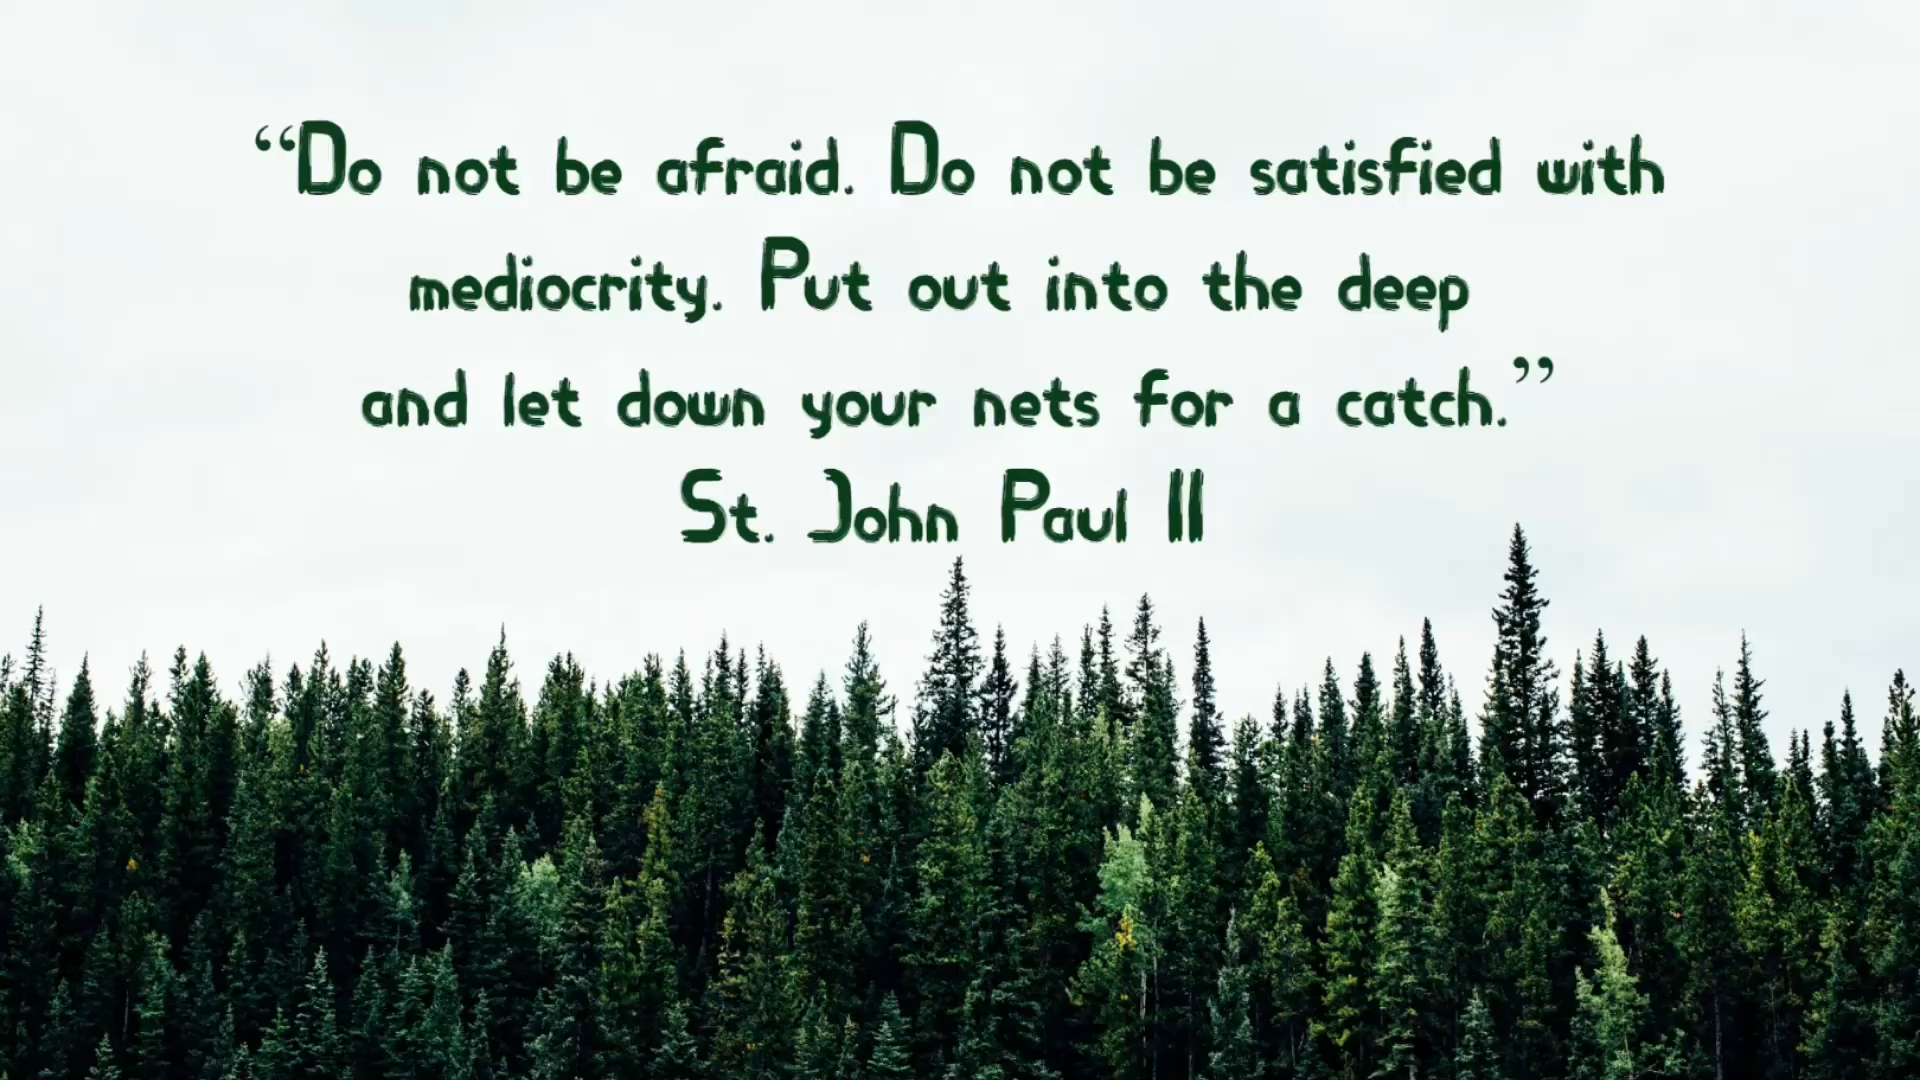 “Do not be afraid. Do not be satisfied with
mediocrity. Put out into the deep
and let down your nets for a catch.”
St. John Paul II